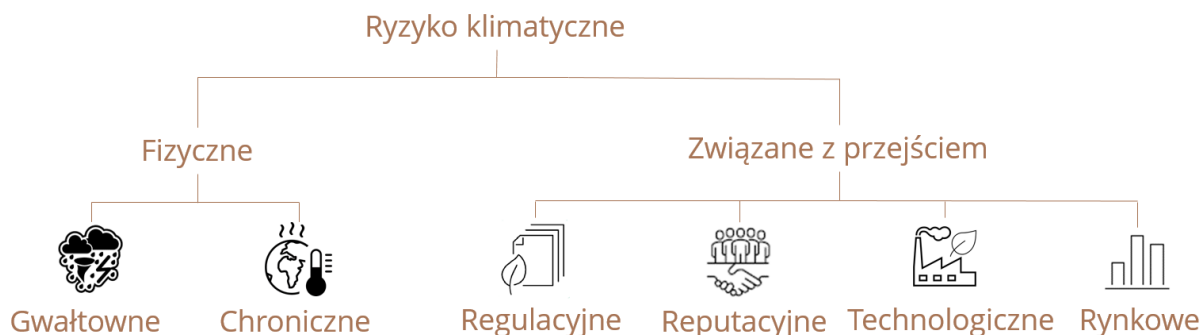 Ryzyko klimatyczne
Fizyczne
Związane z przejściem
Gwałtowne
Chroniczne
Regulacyjne
Reputacyjne
Technologiczne
Rynkowe